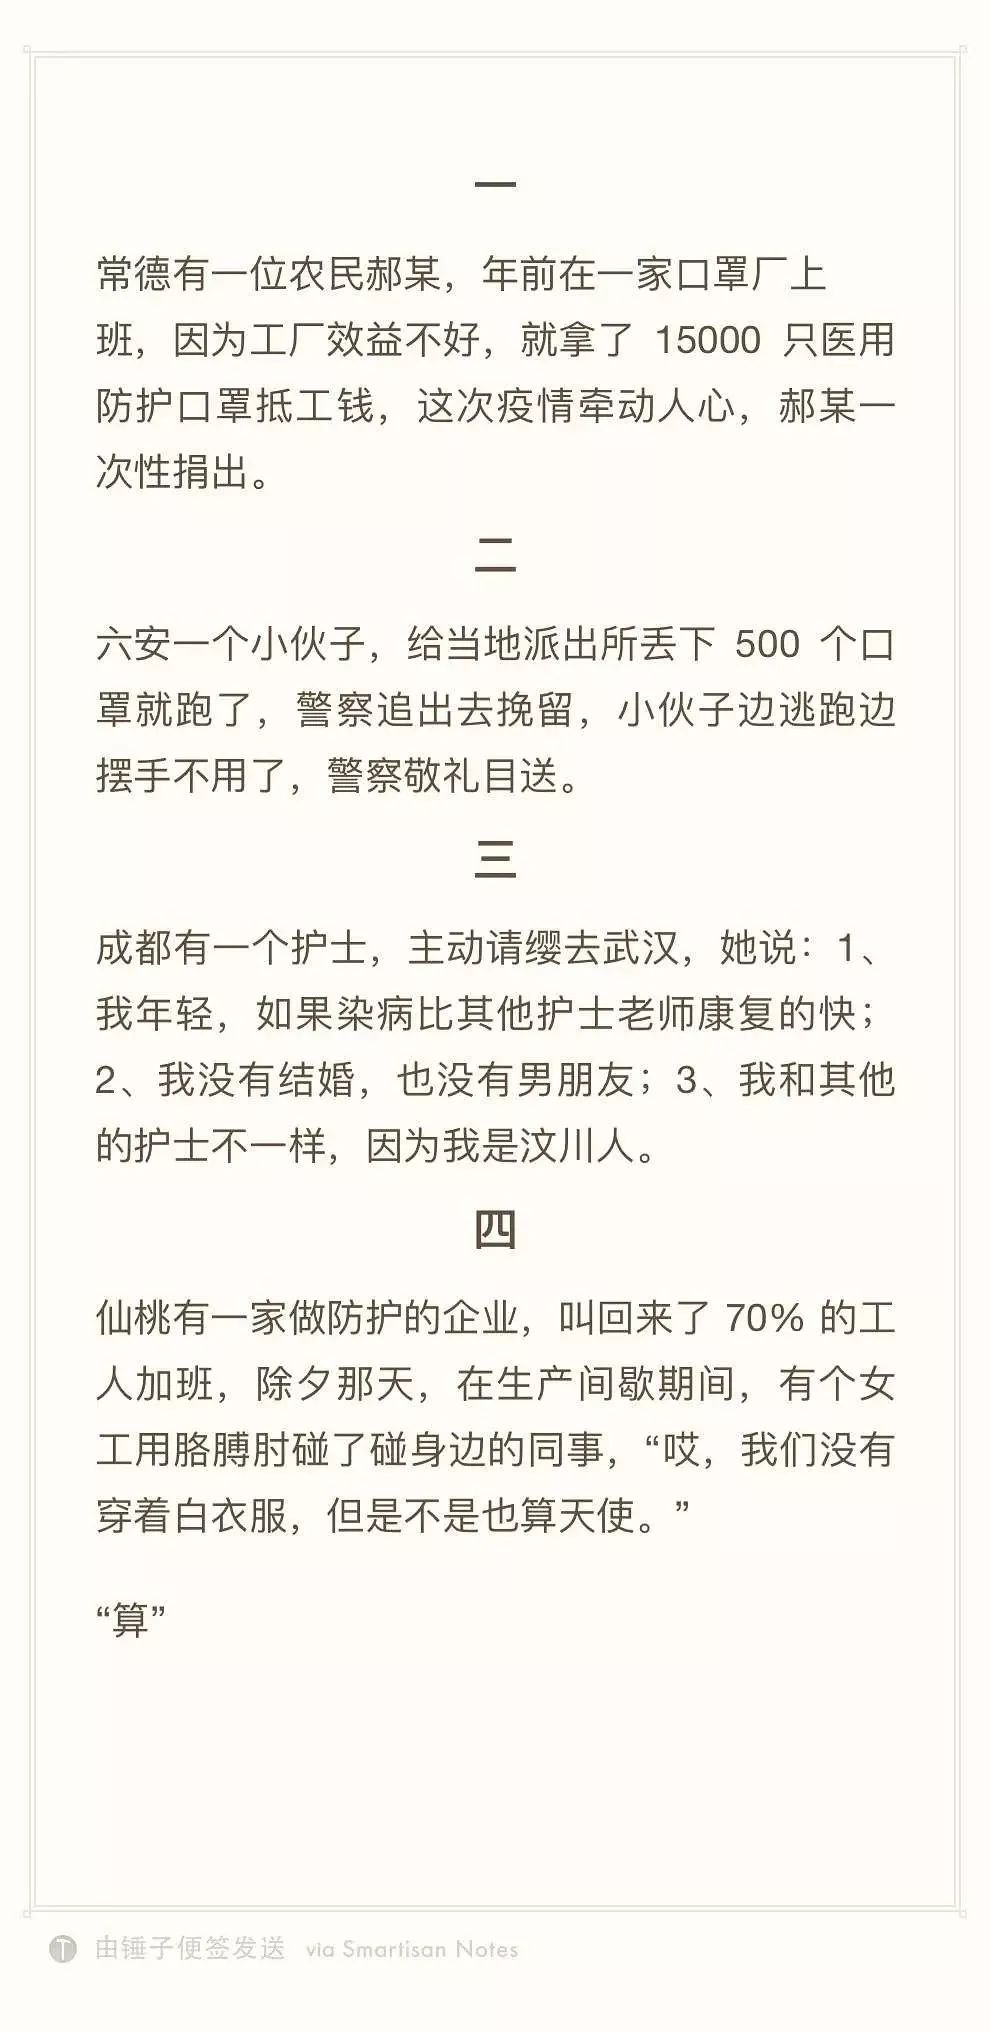 一
常德有一位农民郝某，年前在一家口罩厂上
班，因为工厂效益不好，就拿了 15000 只医用
防护口罩抵工钱，这次疫情牵动人心，郝某一
次性捐出。
二
六安一个小伙子，给当地派出所丢下 500 个口
罩就跑了，警察追出去挽留，小伙子边逃跑边
摆手不用了，警察敬礼目送。
三
成都有一个护士，主动请缨去武汉，她说：1、
我年轻，如果染病比其他护士老师康复的快；
2、我没有结婚，也没有男朋友；3、我和其他
的护士不一样，因为我是汶川人。
四
仙桃有一家做防护的企业，叫回来了 70% 的工
人加班，除夕那天，在生产间歇期间，有个女
工用胳膊肘碰了碰身边的同事，“哎，我们没有
穿着白衣服，但是不是也算天使。”
“算”
由锤子便签发送 via Smartisan Notes